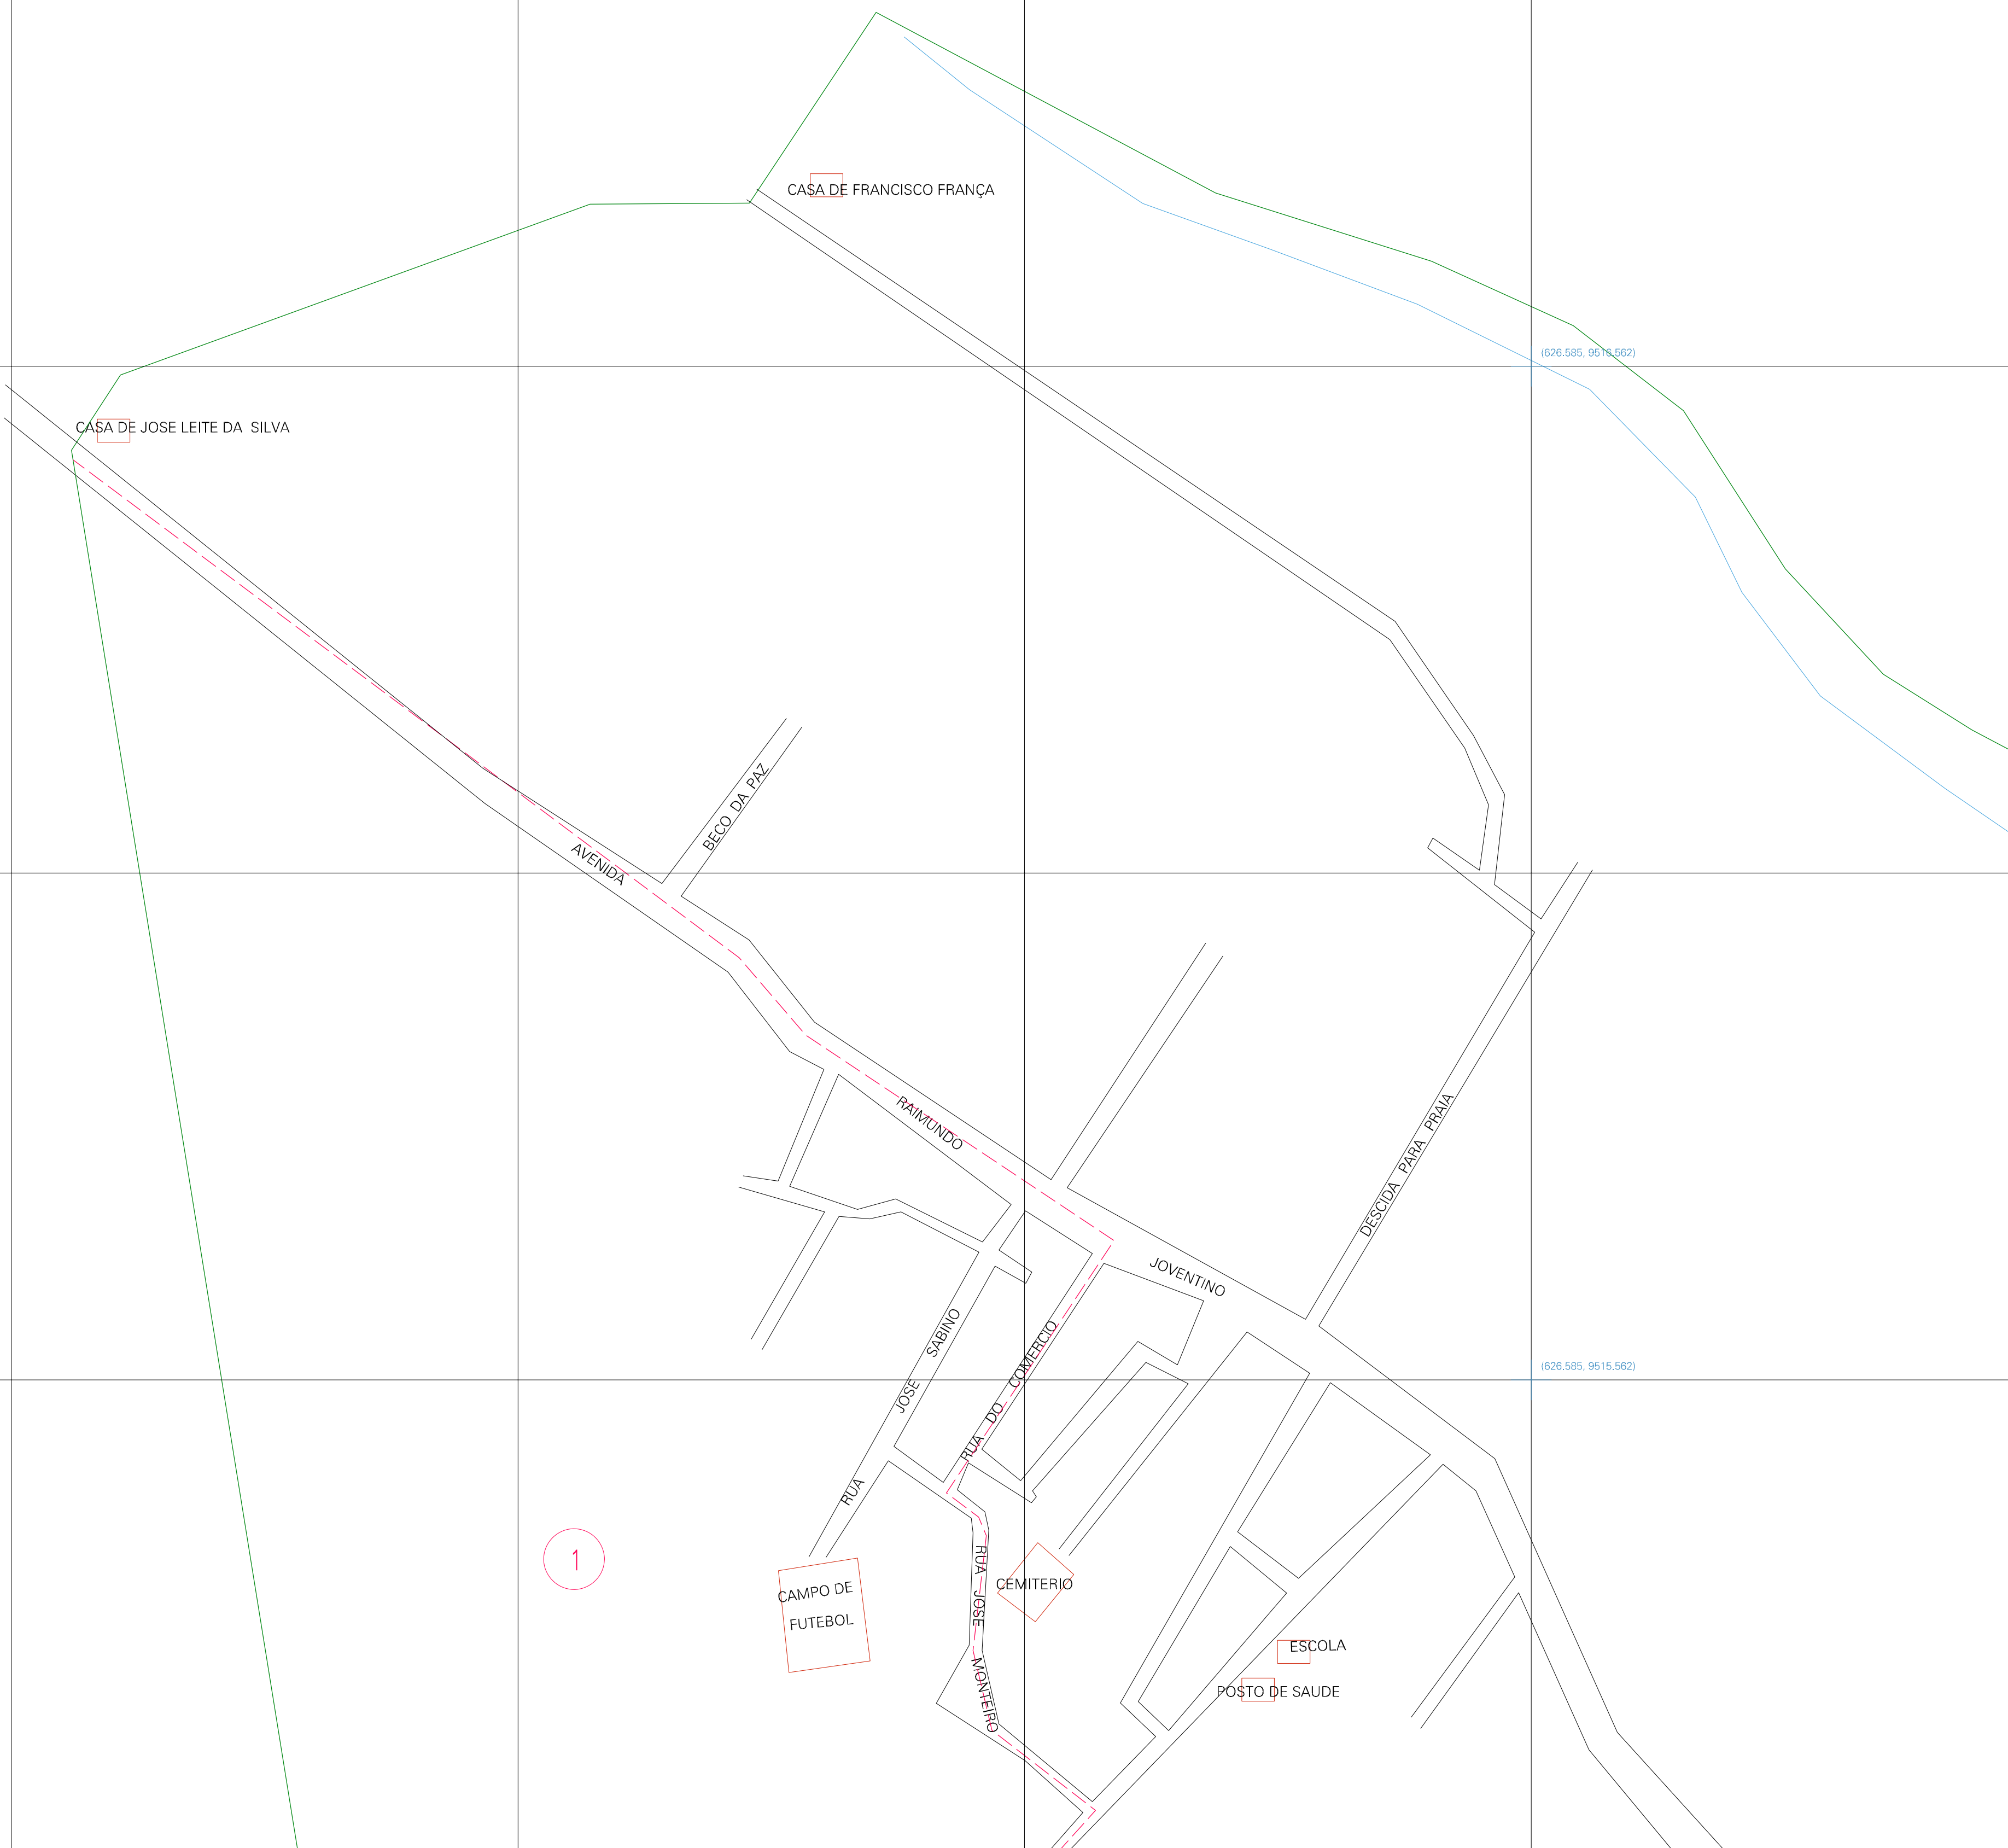 CASA DE FRANCISCO FRANÇA
(626.585, 9516.562)
CASA DE JOSE LEITE DA SILVA
BECO DA PAZ
AVENIDA
RAIMUNDO
JOVENTINO
DESCIDA PARA PRAIA
RUA JOSE SABINO
RUA DO COMERCIO
(626.585, 9515.562)
1
CAMPO DE
FUTEBOL
RUA JOSE MONTEIRO
CEMITERIO
ESCOLA
POSTO DE SAUDE